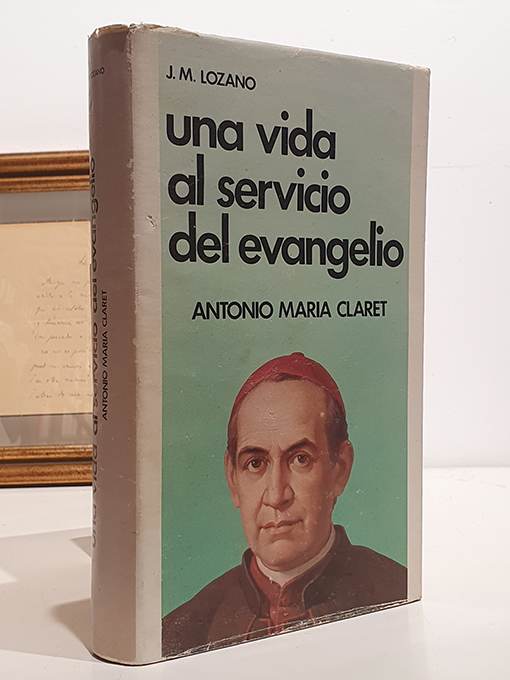 J. M. LOZANO
una vida
al servicio
del evangelio
ANTONIO MARIA CLARET
LOZANO
una vida al servicio del evangelio
ANTONIO MARIA CLARET